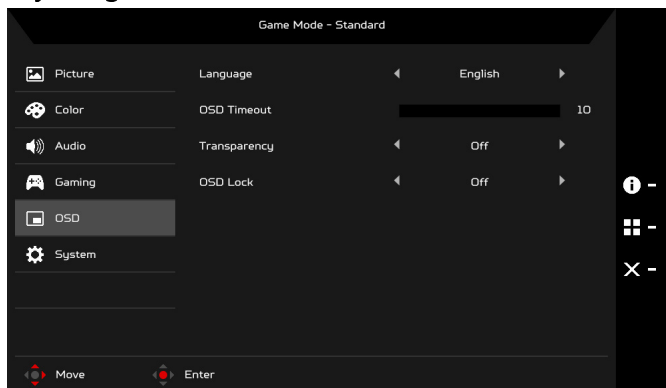 Game Mode - Standard
Picture
Language English
Color
OSD Timeout 10
Audio
Transparency Off
Gaming
OSD Lock Off
OSD
System
Move Enter